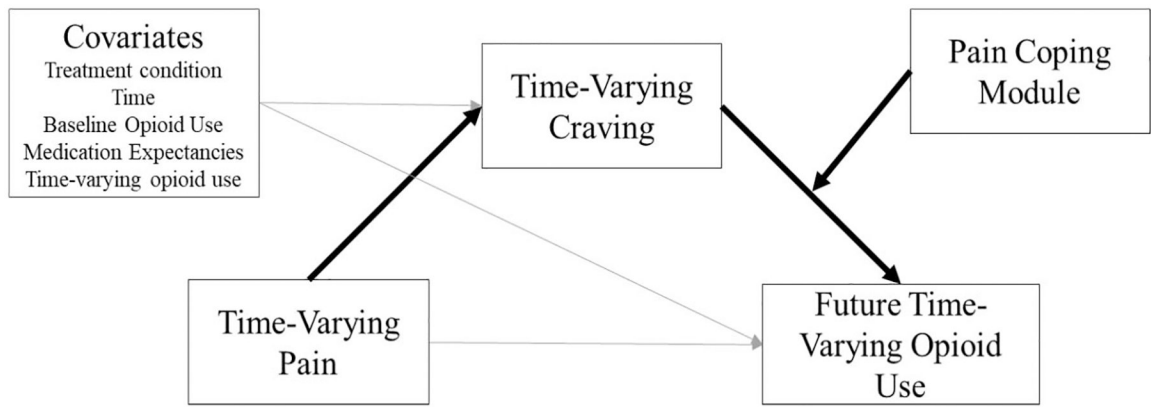 Covariates
Treatment condition
Time
Baseline Opioid Use
Medication Expectancies
Time-varying opioid use
Time-Varying
Craving
Pain Coping
Module
Time-Varying
Pain
Future Time-
Varying Opioid
Use